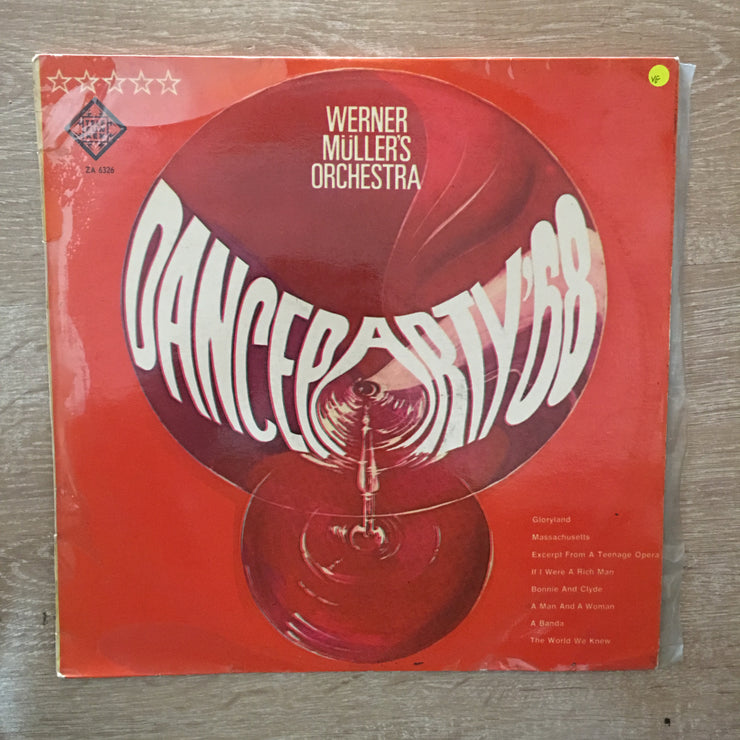 WERNER
MÜLLER'S
ORCHESTRA
ZA 6326
DANCEPARTY'68
Gloryland
Massachusetts
Excerpt From A Teenage Opera
If I Were A Rich Man
Bonnie And Clyde
A Man And A Woman
A Banda
The World We Knew
VG